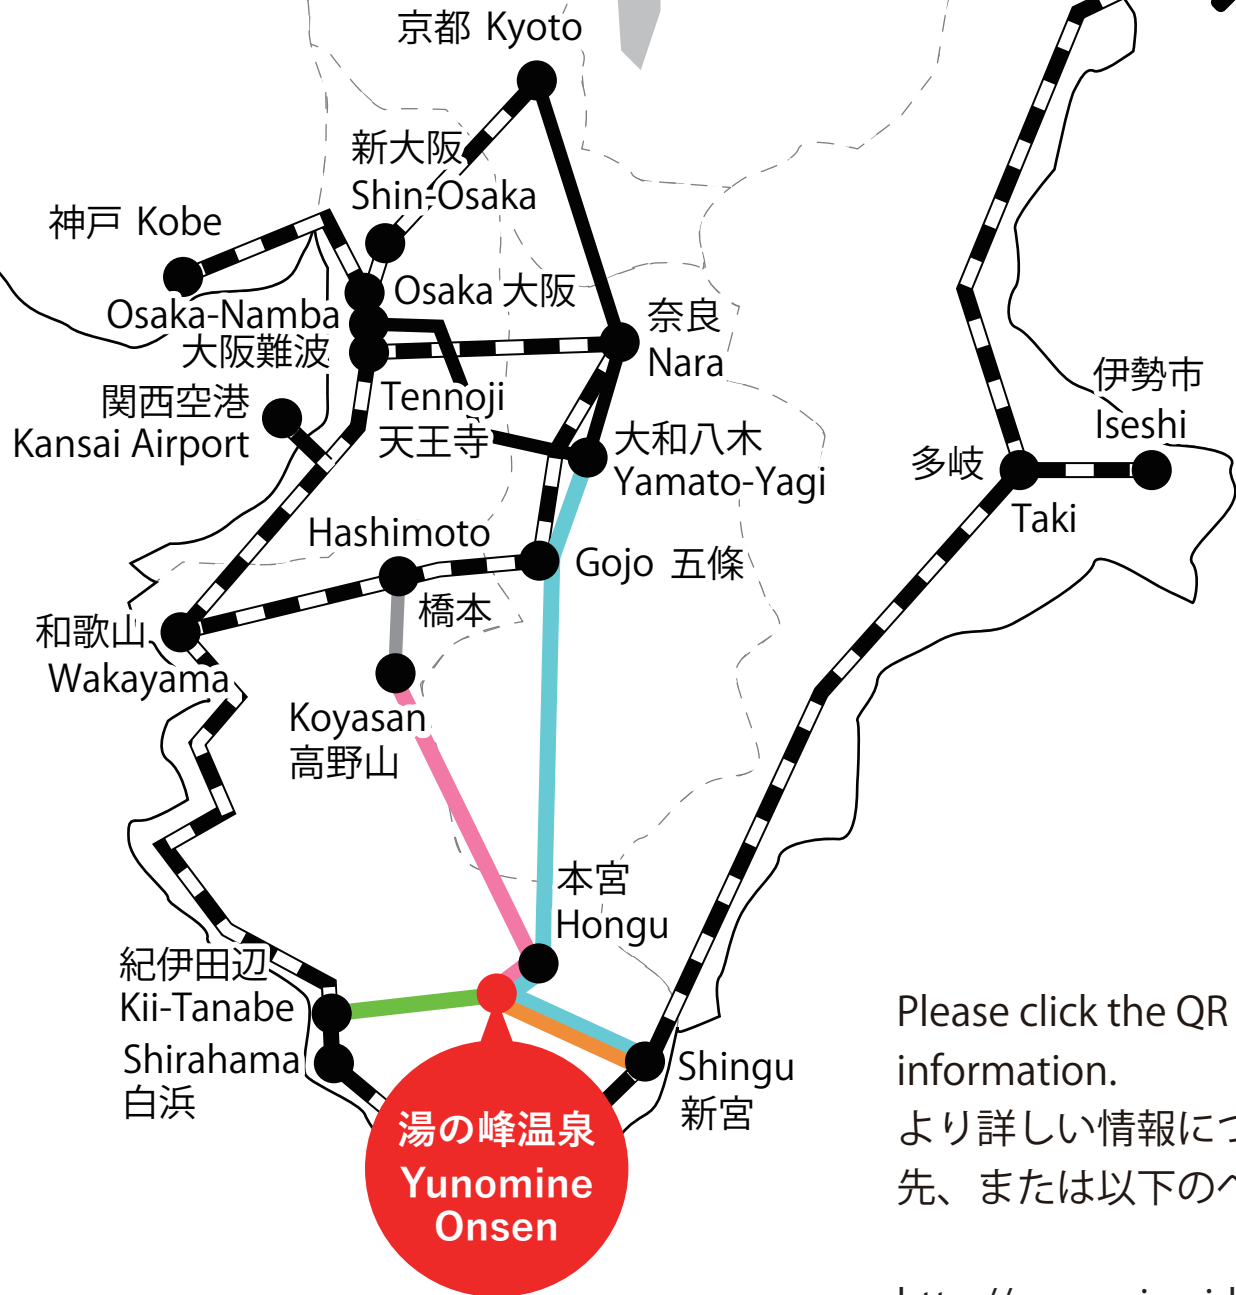 京都 Kyoto
新大阪
Shin-Osaka
神戸 Kobe
Osaka 大阪
Osaka-Namba
大阪難波
奈良
Nara
関西空港
Kansai Airport
Tennoji
天王寺
大和八木
Yamato-Yagi
伊勢市
Iseshi
多岐
Taki
Hashimoto
橋本
Gojo 五條
和歌山
Wakayama
Koyasan
高野山
本宮
Hongu
紀伊田辺
Kii-Tanabe
Shirahama
白浜
Shingu
新宮
湯の峰温泉
Yunomine
Onsen
Please click the QR
information.
より詳しい情報につ
先、または以下の